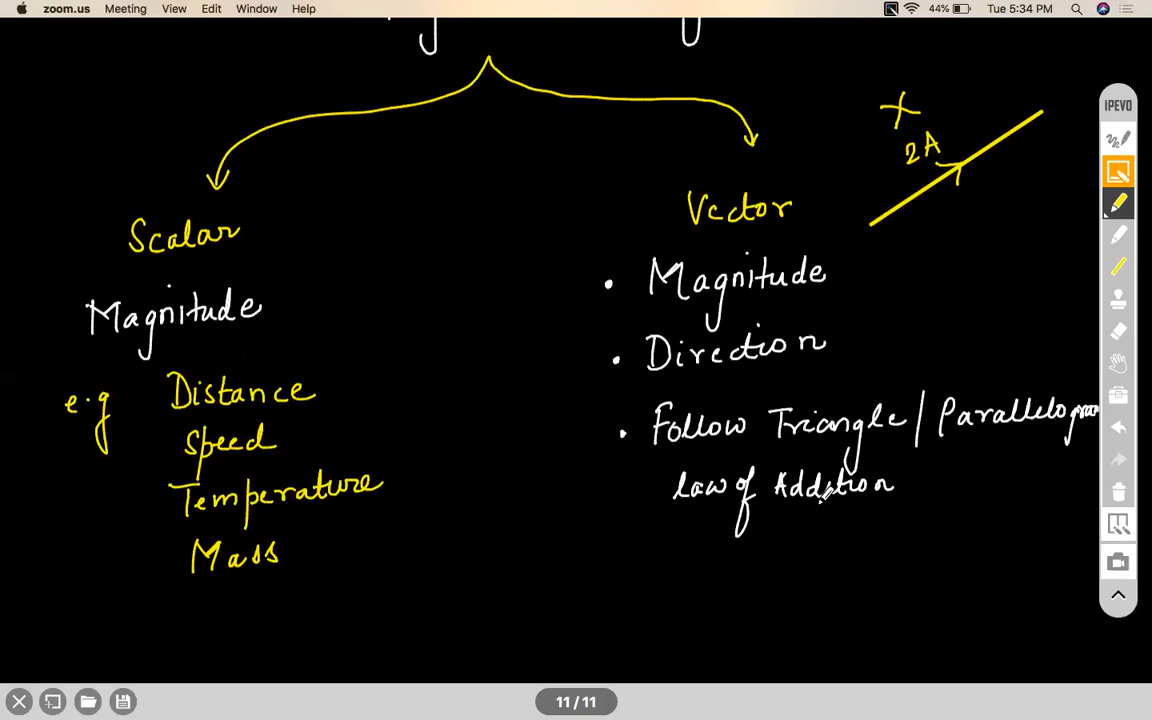 zoom.us Meeting View Edit Window Help 44% Tue 5:34 PM
2A
IPEVO
Scalar
Vector
Magnitude
• Magnitude
• Direction
e.g Distance
Speed
Temperature
Mass
• Follow Triangle / Parallelogram
law of Addition
11 / 11